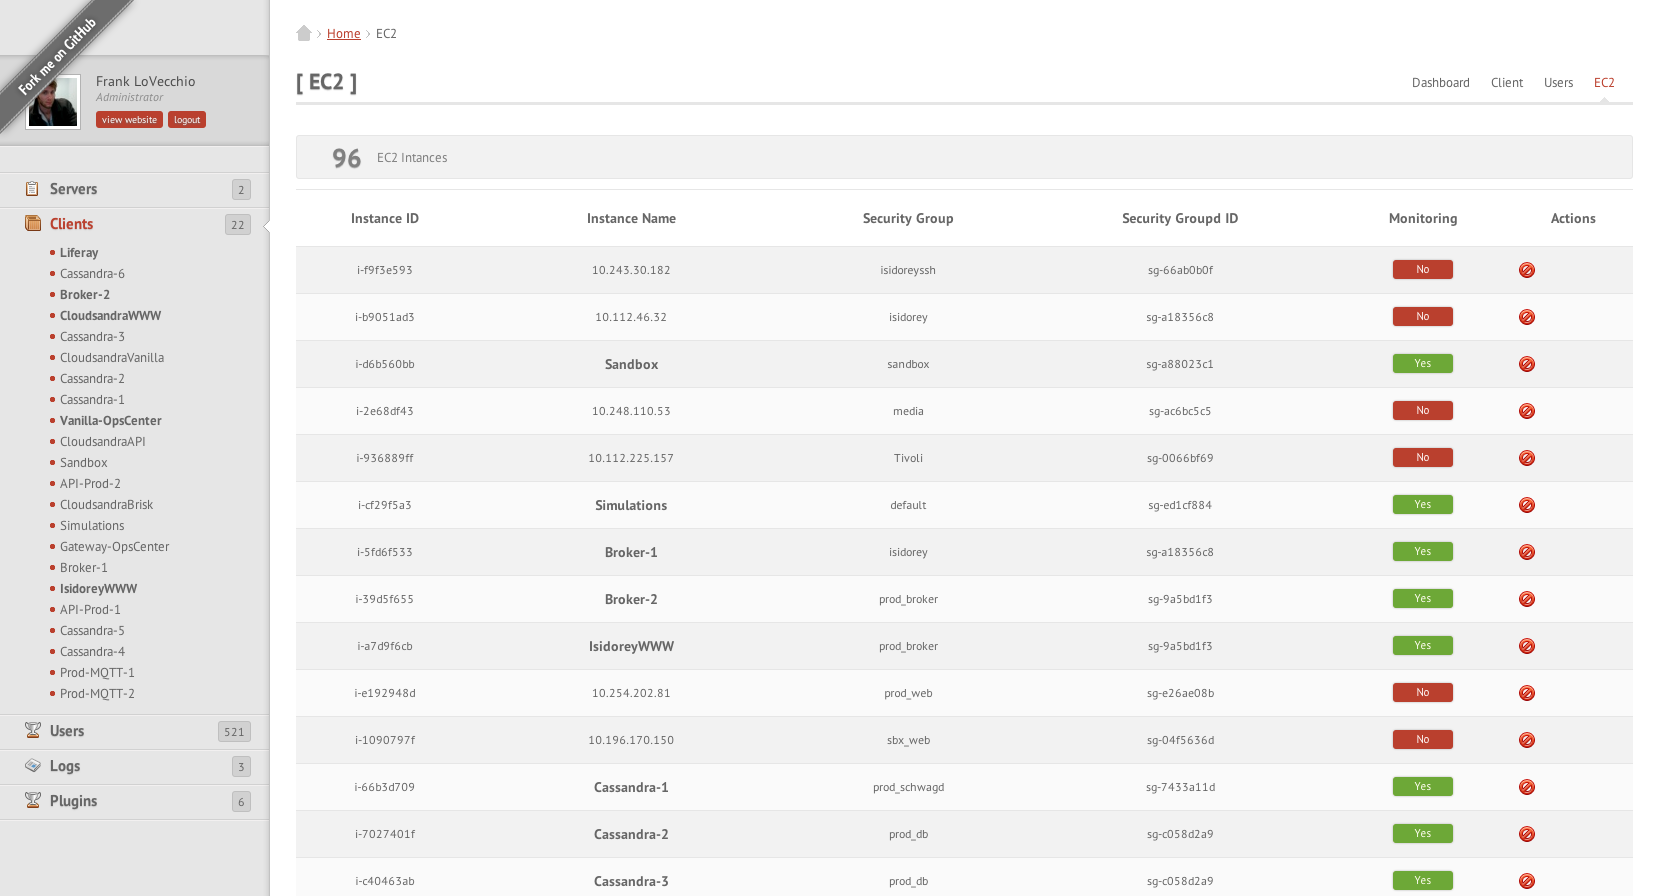 Fork me on GitHub
Frank LoVecchio
Administrator
view website logout
Servers 2
Clients 22
Liferay
Cassandra-6
Broker-2
CloudsandraWWW
Cassandra-3
CloudsandraVanilla
Cassandra-2
Cassandra-1
Vanilla-OpsCenter
CloudsandraAPI
Sandbox
API-Prod-2
CloudsandraBrisk
Simulations
Gateway-OpsCenter
Broker-1
IsidoreyWWW
API-Prod-1
Cassandra-5
Cassandra-4
Prod-MQTT-1
Prod-MQTT-2
Users 521
Logs 3
Plugins 6
Home EC2
[ EC2 ]
Dashboard Client Users EC2
96 EC2 Intances
Instance ID Instance Name Security Group Security Groupd ID Monitoring Actions
i-f9f3e593 10.243.30.182 isidoreyssh sg-66ab0b0f No
i-b9051ad3 10.112.46.32 isidorey sg-a18356c8 No
i-d6b560bb Sandbox sandbox sg-a88023c1 Yes
i-2e68df43 10.248.110.53 media sg-ac6bc5c5 No
i-936889ff 10.112.225.157 Tivoli sg-0066bf69 No
i-cf29f5a3 Simulations default sg-ed1cf884 Yes
i-5fd6f533 Broker-1 isidorey sg-a18356c8 Yes
i-39d5f655 Broker-2 prod_broker sg-9a5bd1f3 Yes
i-a7d9f6cb IsidoreyWWW prod_broker sg-9a5bd1f3 Yes
i-e192948d 10.254.202.81 prod_web sg-e26ae08b No
i-1090797f 10.196.170.150 sbx_web sg-04f5636d No
i-66b3d709 Cassandra-1 prod_schwagd sg-7433a11d Yes
i-7027401f Cassandra-2 prod_db sg-c058d2a9 Yes
i-c40463ab Cassandra-3 prod_db sg-c058d2a9 Yes